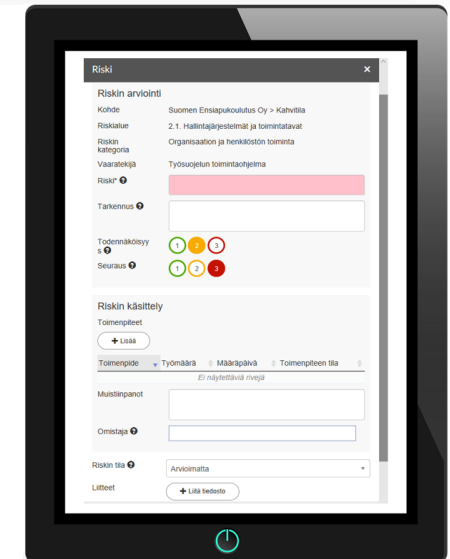 Riski ×
Riskin arviointi
Kohde Suomen Ensiapukoulutus Oy > Kahvitila
Riskialue 2.1. Hallintajärjestelmät ja toimintatavat
Riskin
kategoria Organisaation ja henkilöstön toiminta
Vaaratekijä Työsuojelun toimintaohjelma
Riski* ?
Tarkennus ?
Todennäköisyy
s ? 1 2 3
Seuraus ? 1 2 3
Riskin käsittely
Toimenpiteet
+ Lisää
Toimenpide Työmäärä Määräpäivä Toimenpiteen tila
Ei näytettäviä rivejä
Muistiinpanot
Omistaja ?
Riskin tila ? Arvioimatta
Liitteet + Liitä tiedosto